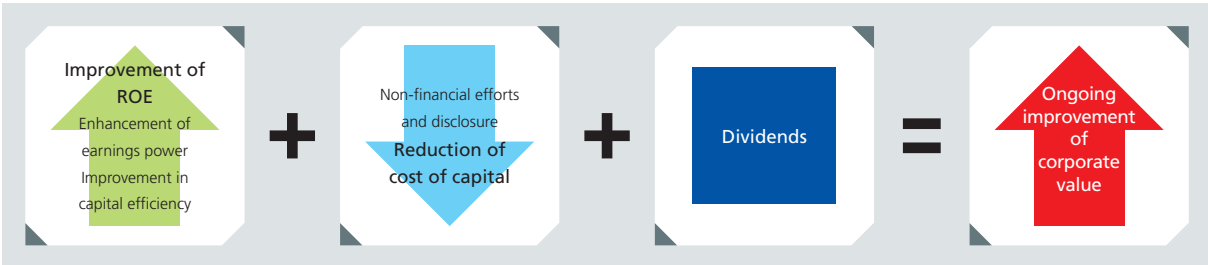 Improvement of
ROE
Enhancement of
earnings power
Improvement in
capital efficiency
+
Non-financial efforts
and disclosure
Reduction of
cost of capital
+
Dividends
=
Ongoing
improvement
of
corporate
value